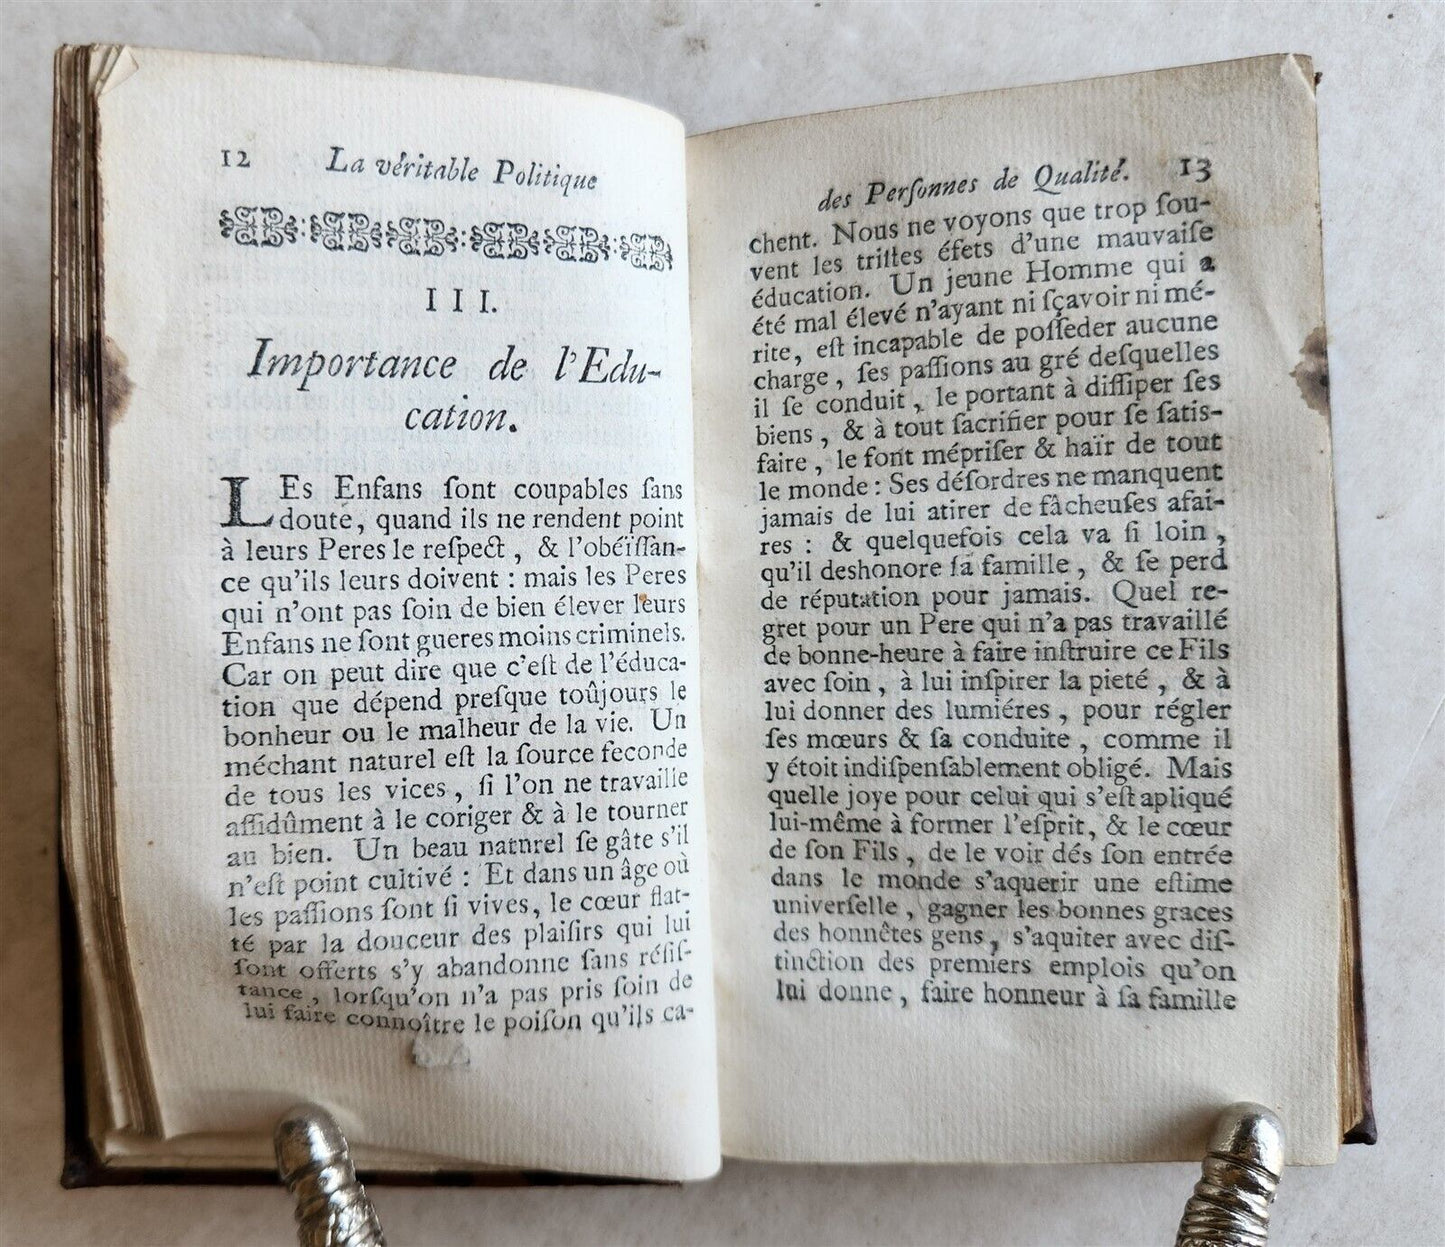 12 La véritable Politique
III.
Importance de l'Edu-
cation.
LEs Enfans ſont coupables ſans
doute, quand ils ne rendent point
à leurs Peres le reſpect, & l'obéïſſan-
ce qu'ils leurs doivent : mais les Peres
qui n'ont pas ſoin de bien élever leurs
Enfans ne ſont gueres moins criminels.
Car on peut dire que c'eſt de l'éduca-
tion que dépend preſque toûjours le
bonheur ou le malheur de la vie. Un
méchant naturel eſt la ſource feconde
de tous les vices, ſi l'on ne travaille
aſſidûment à le coriger & à le tourner
au bien. Un beau naturel ſe gâte s'il
n'eſt point cultivé : Et dans un âge où
les paſſions ſont ſi vives, le cœur flat-
té par la douceur des plaiſirs qui lui
ſont offerts s'y abandonne ſans réſiſ-
tance, lorſqu'on n'a pas pris ſoin de
lui faire connoître le poiſon qu'ils ca-
des Perſonnes de Qualité. 13
chent. Nous ne voyons que trop ſou-
vent les triſtes éfets d'une mauvaiſe
éducation. Un jeune Homme qui a
été mal élevé n'ayant ni ſçavoir ni mé-
rite, eſt incapable de poſſeder aucune
charge, ſes paſſions au gré deſquelles
il ſe conduit, le portant à diſſiper ſes
biens, & à tout ſacrifier pour ſe ſatis-
faire, le font mépriſer & haïr de tout
le monde : Ses déſordres ne manquent
jamais de lui atirer de fâcheuſes afai-
res : & quelquefois cela va ſi loin,
qu'il deshonore ſa famille, & ſe perd
de réputation pour jamais. Quel re-
gret pour un Pere qui n'a pas travaillé
de bonne-heure à faire inſtruire ce Fils
avec ſoin, à lui inſpirer la pieté, & à
lui donner des lumiéres, pour régler
ſes mœurs & ſa conduite, comme il
y étoit indiſpenſablement obligé. Mais
quelle joye pour celui qui s'eſt apliqué
lui-même à former l'eſprit, & le cœur
de ſon Fils, de le voir dés ſon entrée
dans le monde s'aquerir une eſtime
univerſelle, gagner les bonnes graces
des honnêtes gens, s'aquiter avec diſ-
tinction des premiers emplois qu'on
lui donne, faire honneur à ſa famille